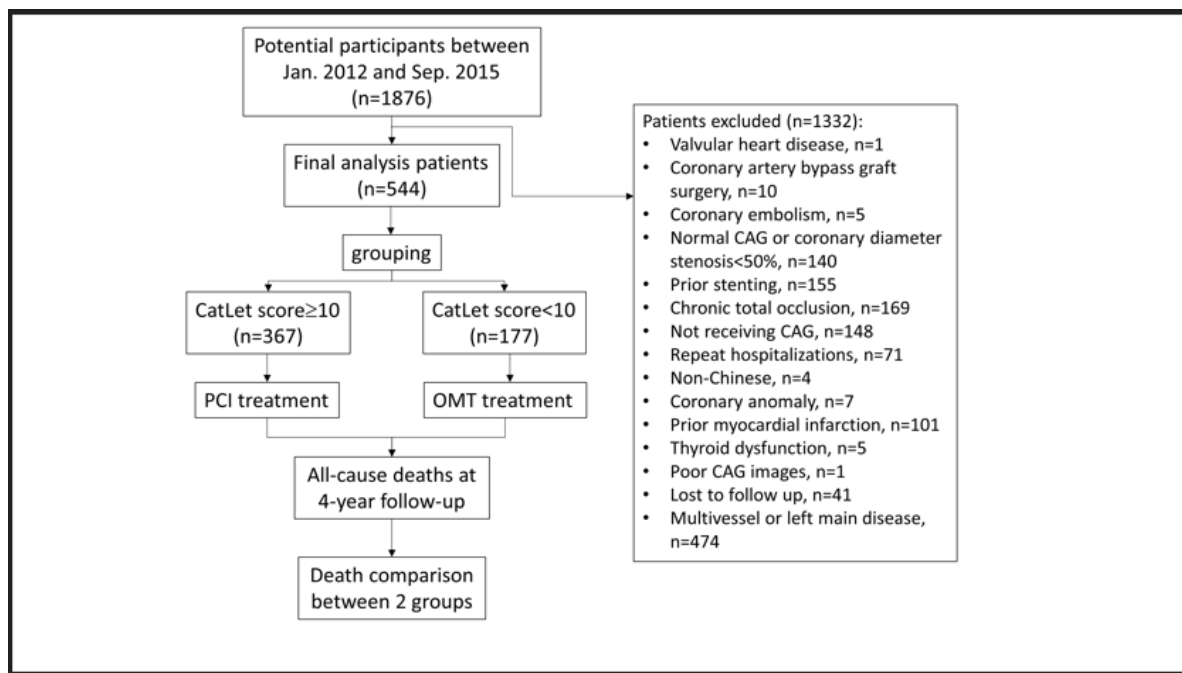 Potential participants between
Jan. 2012 and Sep. 2015
(n=1876)
Final analysis patients
(n=544)
grouping
CatLet score≥10
(n=367)
CatLet score<10
(n=177)
PCI treatment
OMT treatment
All-cause deaths at
4-year follow-up
Death comparison
between 2 groups
Patients excluded (n=1332):
• Valvular heart disease, n=1
• Coronary artery bypass graft
surgery, n=10
• Coronary embolism, n=5
• Normal CAG or coronary diameter
stenosis<50%, n=140
• Prior stenting, n=155
• Chronic total occlusion, n=169
• Not receiving CAG, n=148
• Repeat hospitalizations, n=71
• Non-Chinese, n=4
• Coronary anomaly, n=7
• Prior myocardial infarction, n=101
• Thyroid dysfunction, n=5
• Poor CAG images, n=1
• Lost to follow up, n=41
• Multivessel or left main disease,
n=474